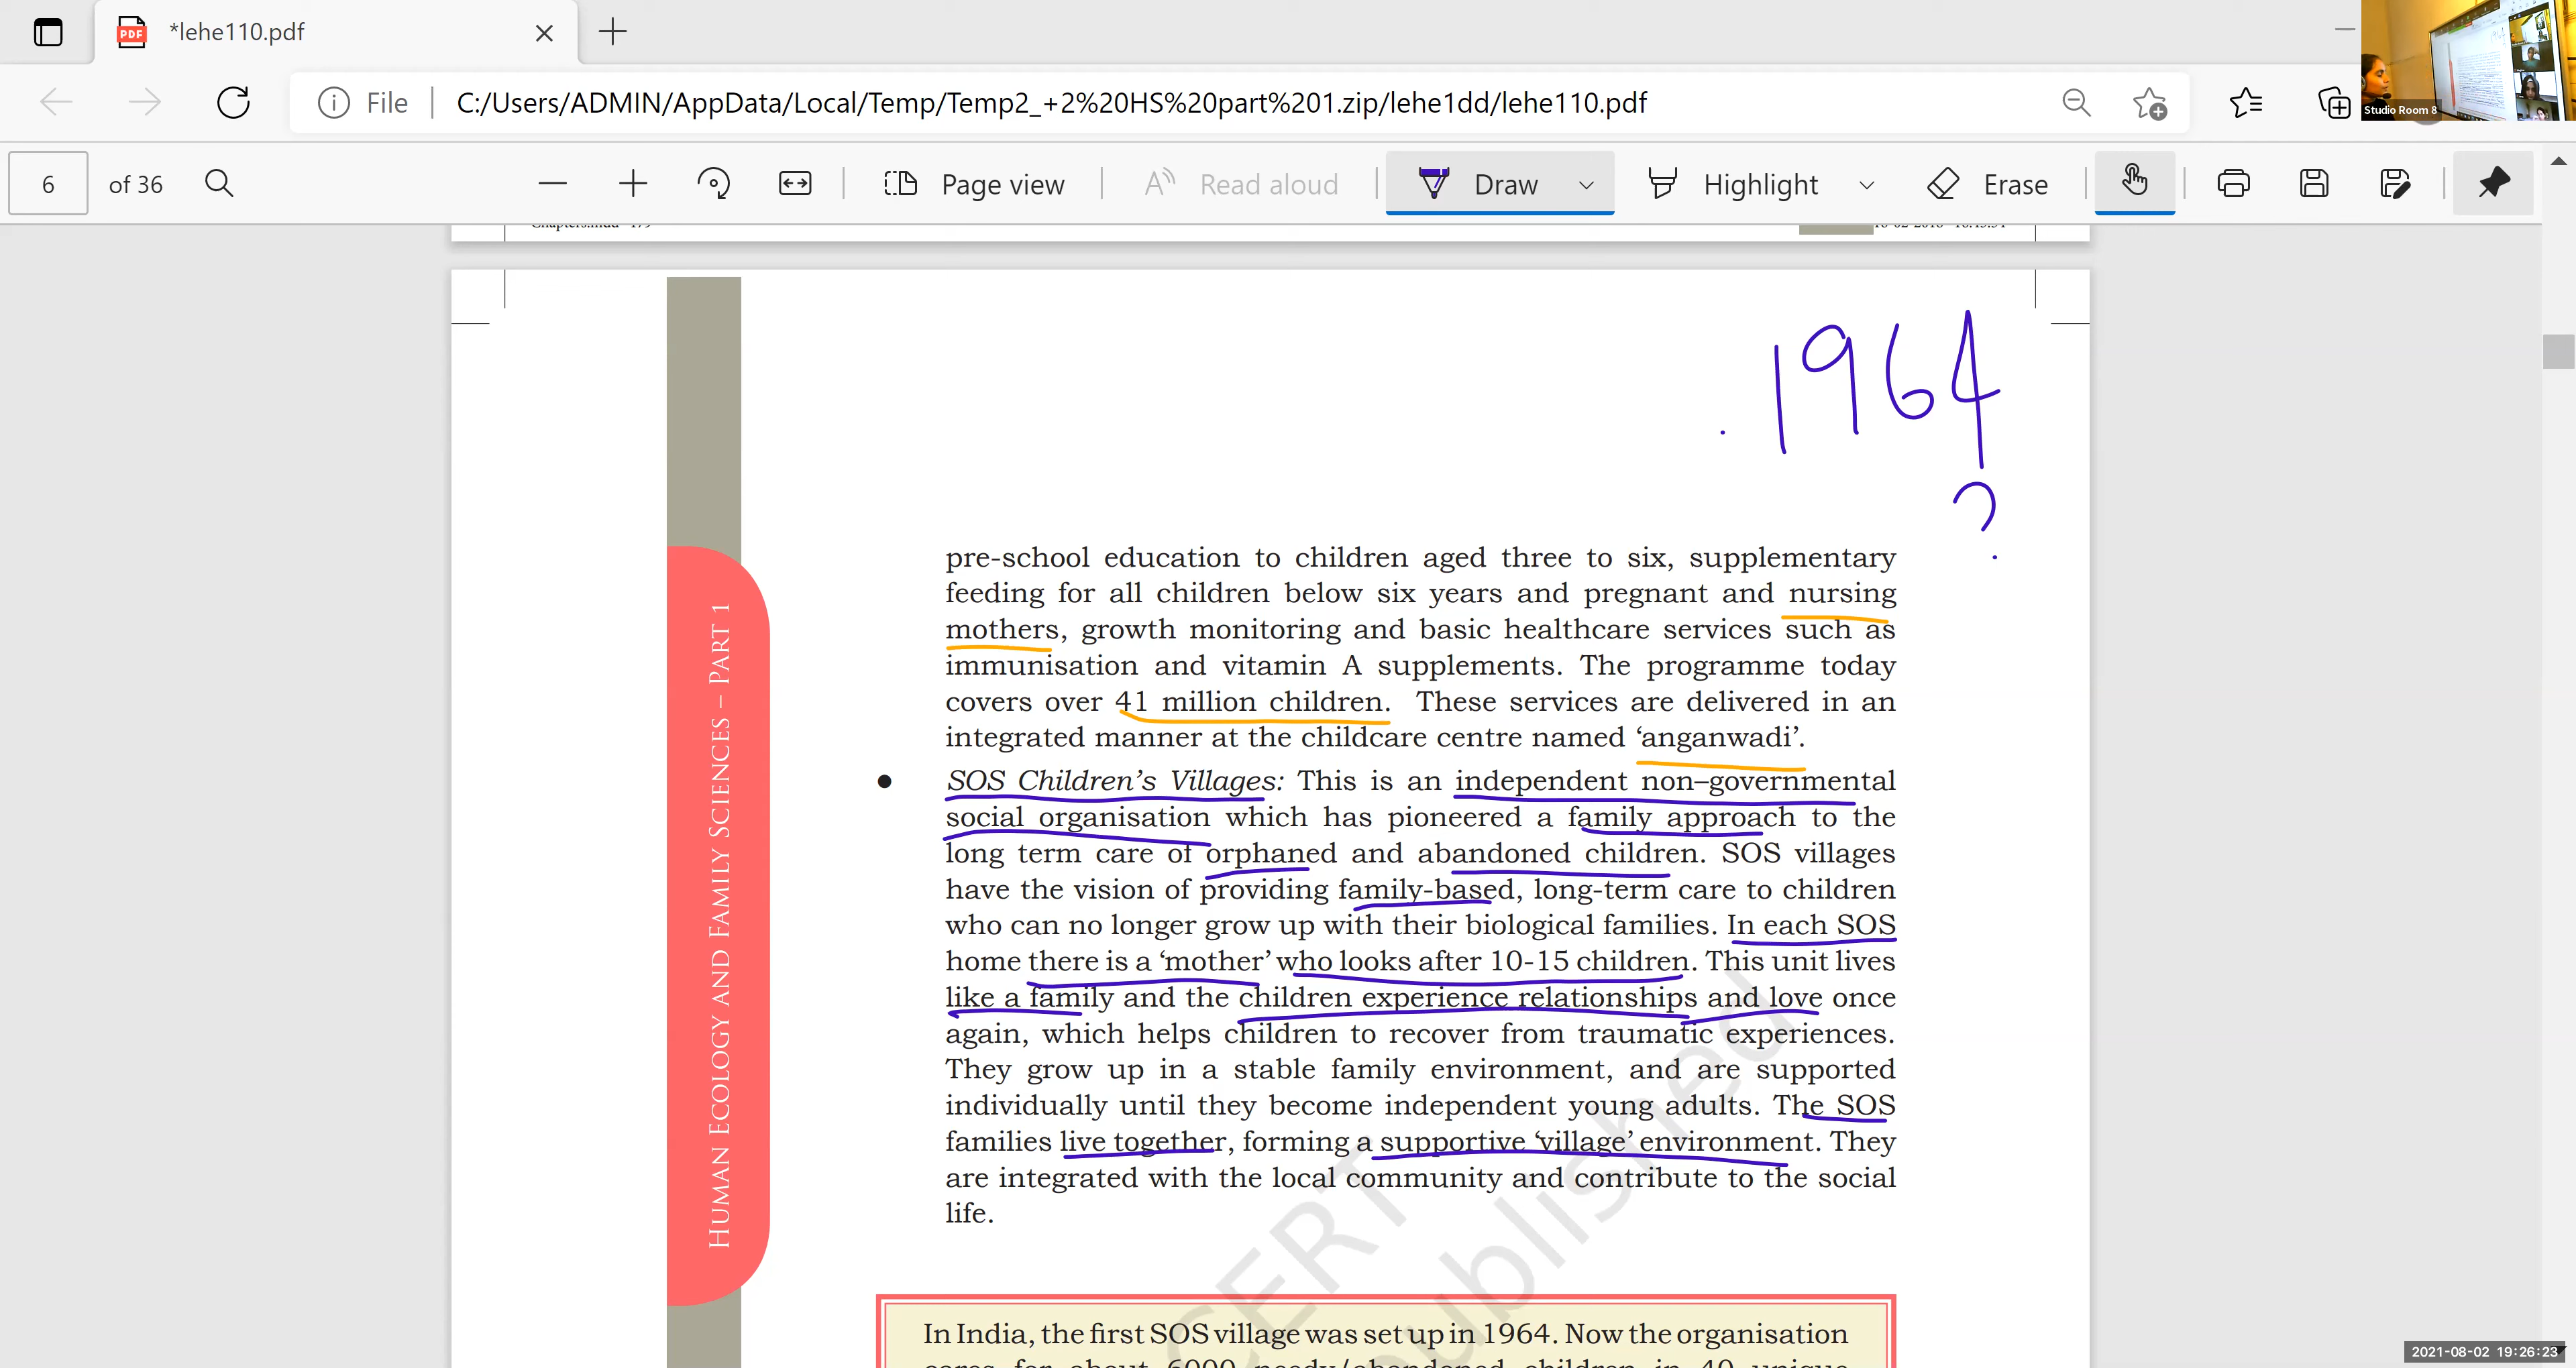 *lehe110.pdf
File C:/Users/ADMIN/AppData/Local/Temp/Temp2_+2%20HS%20part%201.zip/lehe1dd/lehe110.pdf
Studio Room 8
6 of 36 Page view Read aloud Draw Highlight Erase
1964
?
pre-school education to children aged three to six, supplementary
feeding for all children below six years and pregnant and nursing
mothers, growth monitoring and basic healthcare services such as
immunisation and vitamin A supplements. The programme today
covers over 41 million children. These services are delivered in an
integrated manner at the childcare centre named ‘anganwadi’.
● SOS Children’s Villages: This is an independent non–governmental
social organisation which has pioneered a family approach to the
long term care of orphaned and abandoned children. SOS villages
have the vision of providing family-based, long-term care to children
who can no longer grow up with their biological families. In each SOS
home there is a ‘mother’ who looks after 10-15 children. This unit lives
like a family and the children experience relationships and love once
again, which helps children to recover from traumatic experiences.
They grow up in a stable family environment, and are supported
individually until they become independent young adults. The SOS
families live together, forming a supportive ‘village’ environment. They
are integrated with the local community and contribute to the social
life.
HUMAN ECOLOGY AND FAMILY SCIENCES – PART 1
In India, the first SOS village was set up in 1964. Now the organisation
cares for about 6000 needy/abandoned children in 40 unique
2021-08-02 19:26:23